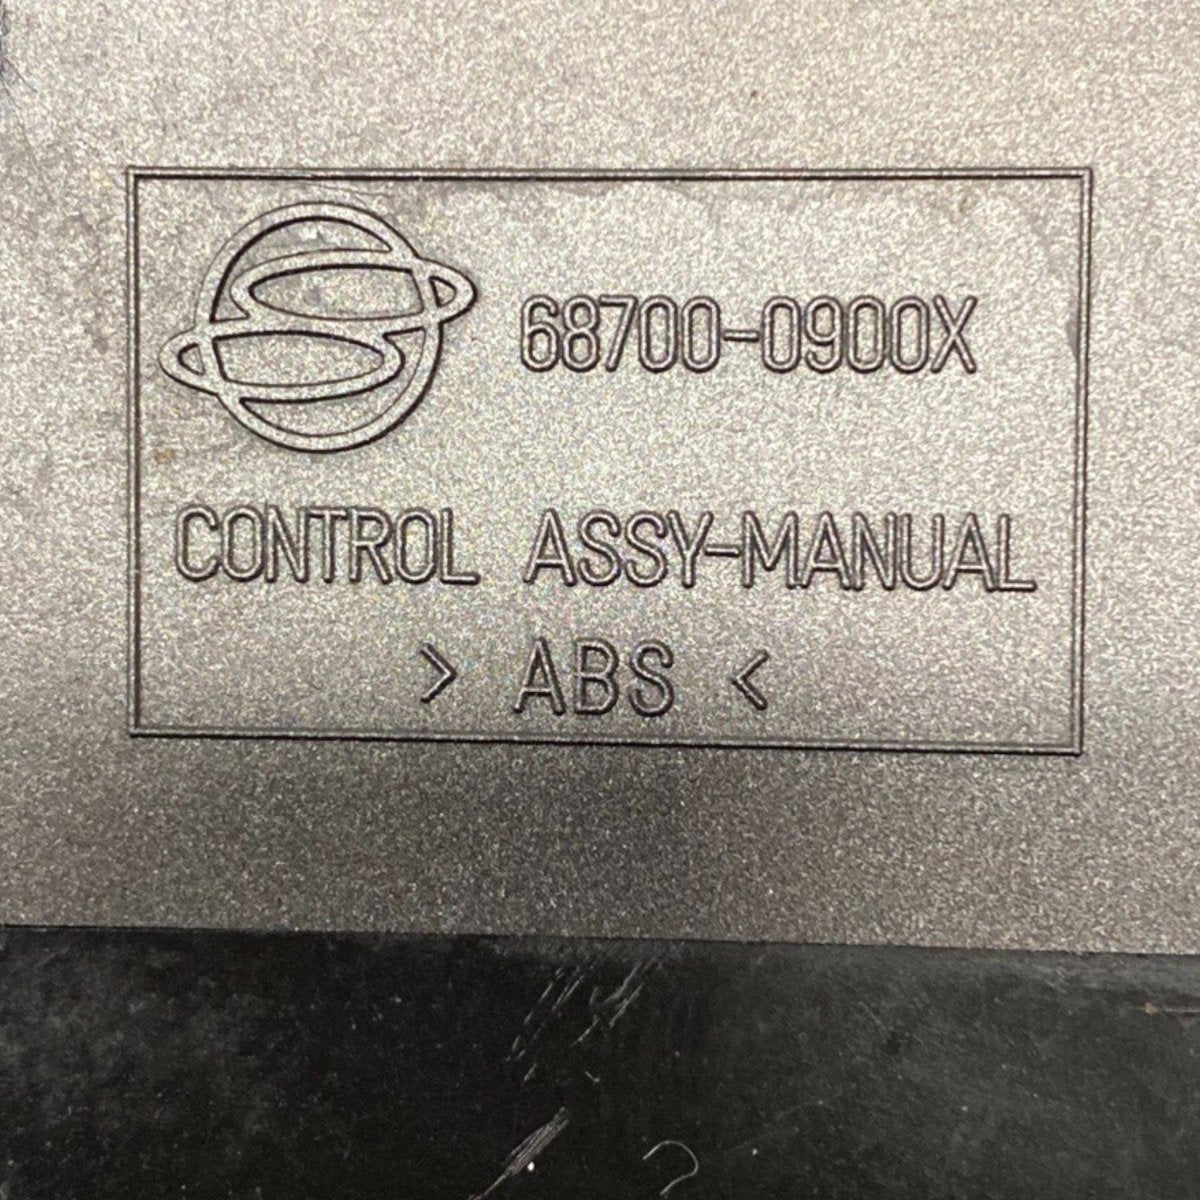 68700-0900X
CONTROL ASSY-MANUAL
> ABS <